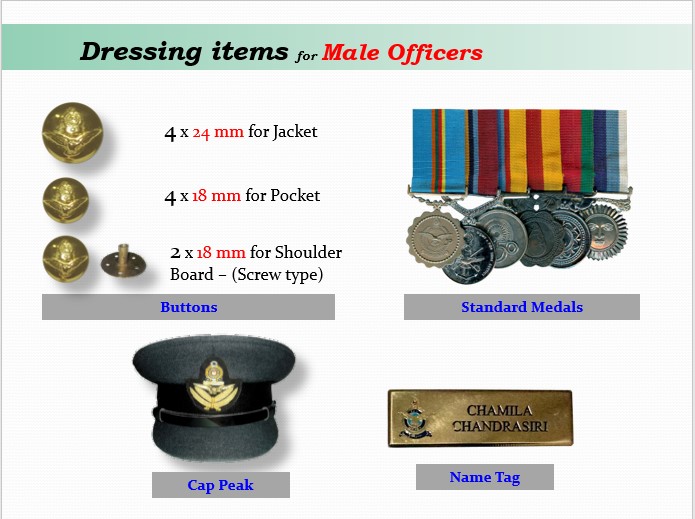 Dressing items for Male Officers
4 x 24 mm for Jacket
4 x 18 mm for Pocket
2 x 18 mm for Shoulder
Board – (Screw type)
Buttons
Standard Medals
CHAMILA
CHANDRASIRI
Cap Peak
Name Tag